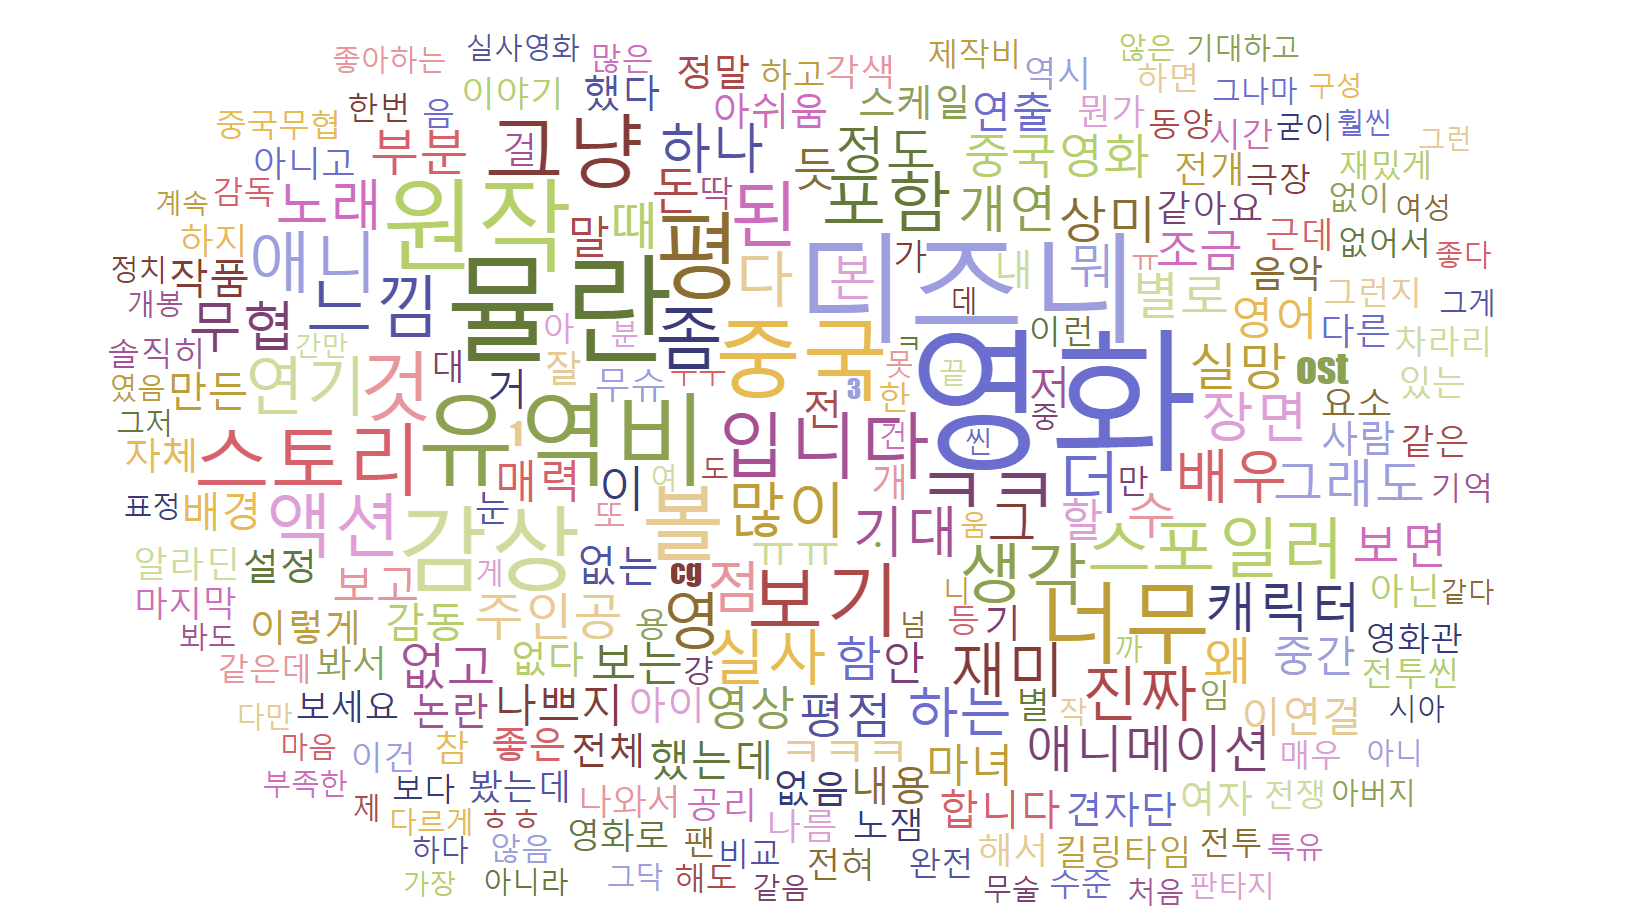 좋아하는 실사영화 많은 정말 하고 각색 제작비 역시 않은 기대하고
이야기 했다 아쉬움 스케일 연출 뭔가 하면 그나마 구성
중국무협 한번 음 부분 그냥 걸 하나 듯 정도 중국영화 동양 시간 굳이 훨씬 그런
아니고 노래 원작 돈 딱 된 포함 개연 전개 극장 재밌게
계속 감독 말 때 평 상미 같아요 없이 여성
하지 애니 다 본 가 디즈니 내 뭐 ㅠ 조금 근데 없어서 좋다
정치 작품 느낌 뮬란 데 별로 음악 그런지 그게
개봉 무협 아 분 좀 중국 ㅋ 이런 영어 다른 차라리
솔직히 간만 대 잘 무슈 ㅜㅜ 못 영화 끝 저 실망 ost
였음 만든 연기 것 거 유역비 3 한 중 장면 요소 있는
그저 스토리 1 입니다 전 건 씬 더 배우 사람 같은
자체 매력 이 여 도 ㅋㅋ 개 만 그래도 기억
표정 배경 액션 눈 또 볼 많이 기대 움 그 할 수
알라딘 설정 감상 없는 cg ㅠㅠ . 생각 스포일러 보면
마지막 보고 게 점 보기 니 너무 캐릭터 아닌 같다
봐도 이렇게 감동 주인공 용 영 넘 등 기 까 영화관
같은데 봐서 없고 없다 보는 걍 실사 함 안 재미 진짜 왜 중간 전투씬
다만 보세요 논란 나쁘지 아이 영상 평점 하는 별 작 임 이연걸 시아
마음 이건 참 좋은 전체 했는데 ㅋㅋㅋ 마녀 애니메이션 매우 아니
부족한 제 보다 봤는데 나와서 공리 없음 내용 합니다 견자단 여자 전쟁 아버지
다르게 ㅎㅎ 영화로 팬 나름 노잼 해서 킬링타임 전투 특유
하다 않음 비교 전혀 완전
가장 아니라 그닥 해도 같음 무술 수준 처음 판타지